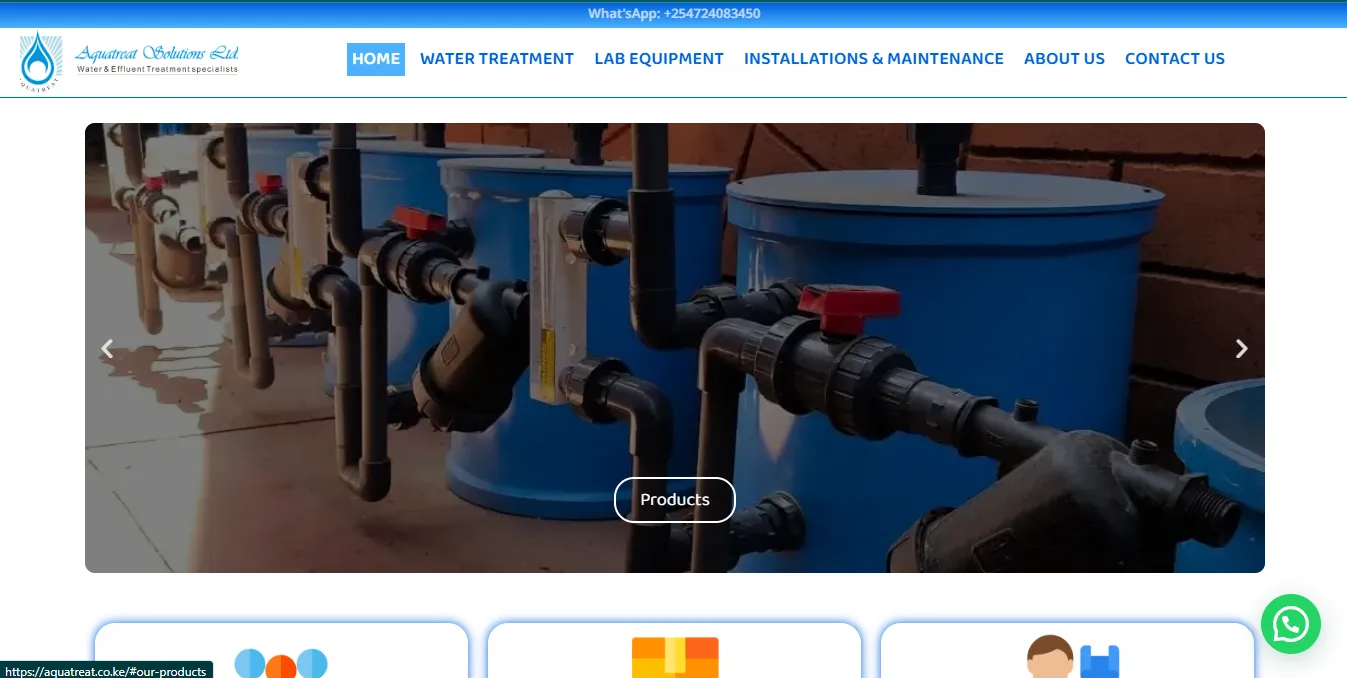 What'sApp: +254724083450
Aquatreat Solutions Ltd.
Water & Effluent Treatment specialists
HOME WATER TREATMENT LAB EQUIPMENT INSTALLATIONS & MAINTENANCE ABOUT US CONTACT US
Products
https://aquatreat.co.ke/#our-products